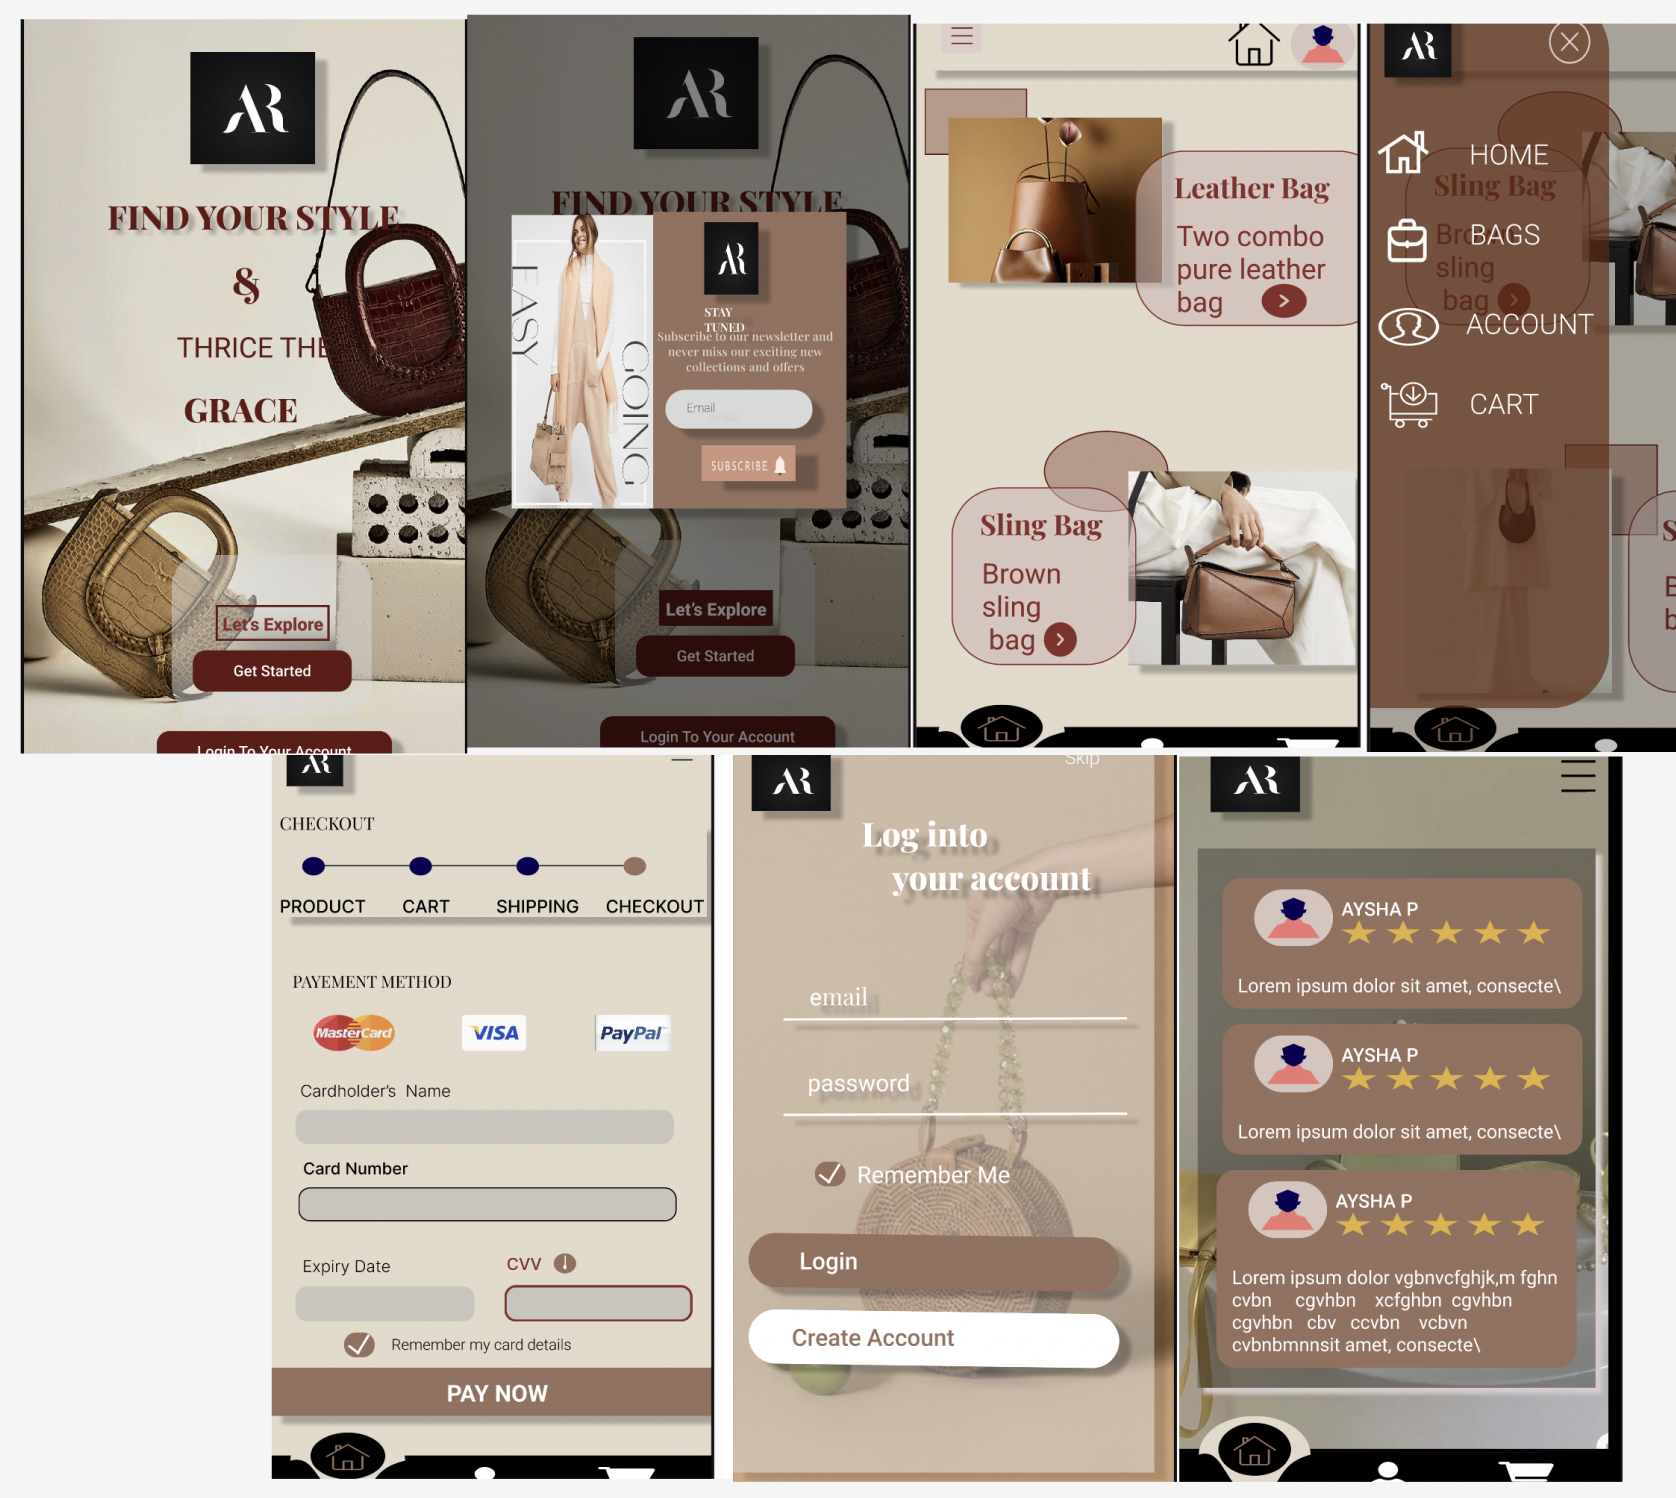 AR
FIND YOUR STYLE
&
THRICE THE
GRACE
Let's Explore
Get Started
Login To Your Account
AR
FIND YOUR STYLE
EASY
GOING
AR
STAY
TUNED
Subscribe to our newsletter and
never miss our exciting new
collections and offers
Email
SUBSCRIBE
Let's Explore
Get Started
Login To Your Account
Leather Bag
Two combo
pure leather
bag
Sling Bag
Brown
sling
bag
AR
HOME
Sling Bag
BAGS
Brown
sling
bag
ACCOUNT
CART
S
B
b
AR
CHECKOUT
PRODUCT CART SHIPPING CHECKOUT
PAYEMENT METHOD
MasterCard VISA PayPal
Cardholder's Name
Card Number
Expiry Date CVV
Remember my card details
PAY NOW
Skip
AR
Log into
your account
email
password
Remember Me
Login
Create Account
AR
AYSHA P
Lorem ipsum dolor sit amet, consecte\
AYSHA P
Lorem ipsum dolor sit amet, consecte\
AYSHA P
Lorem ipsum dolor vgbnvcfghjk,m fghn
cvbn cgvhbn xcfghbn cgvhbn
cgvhbn cbv ccvbn vcbvn
cvbnbmnnsit amet, consecte\